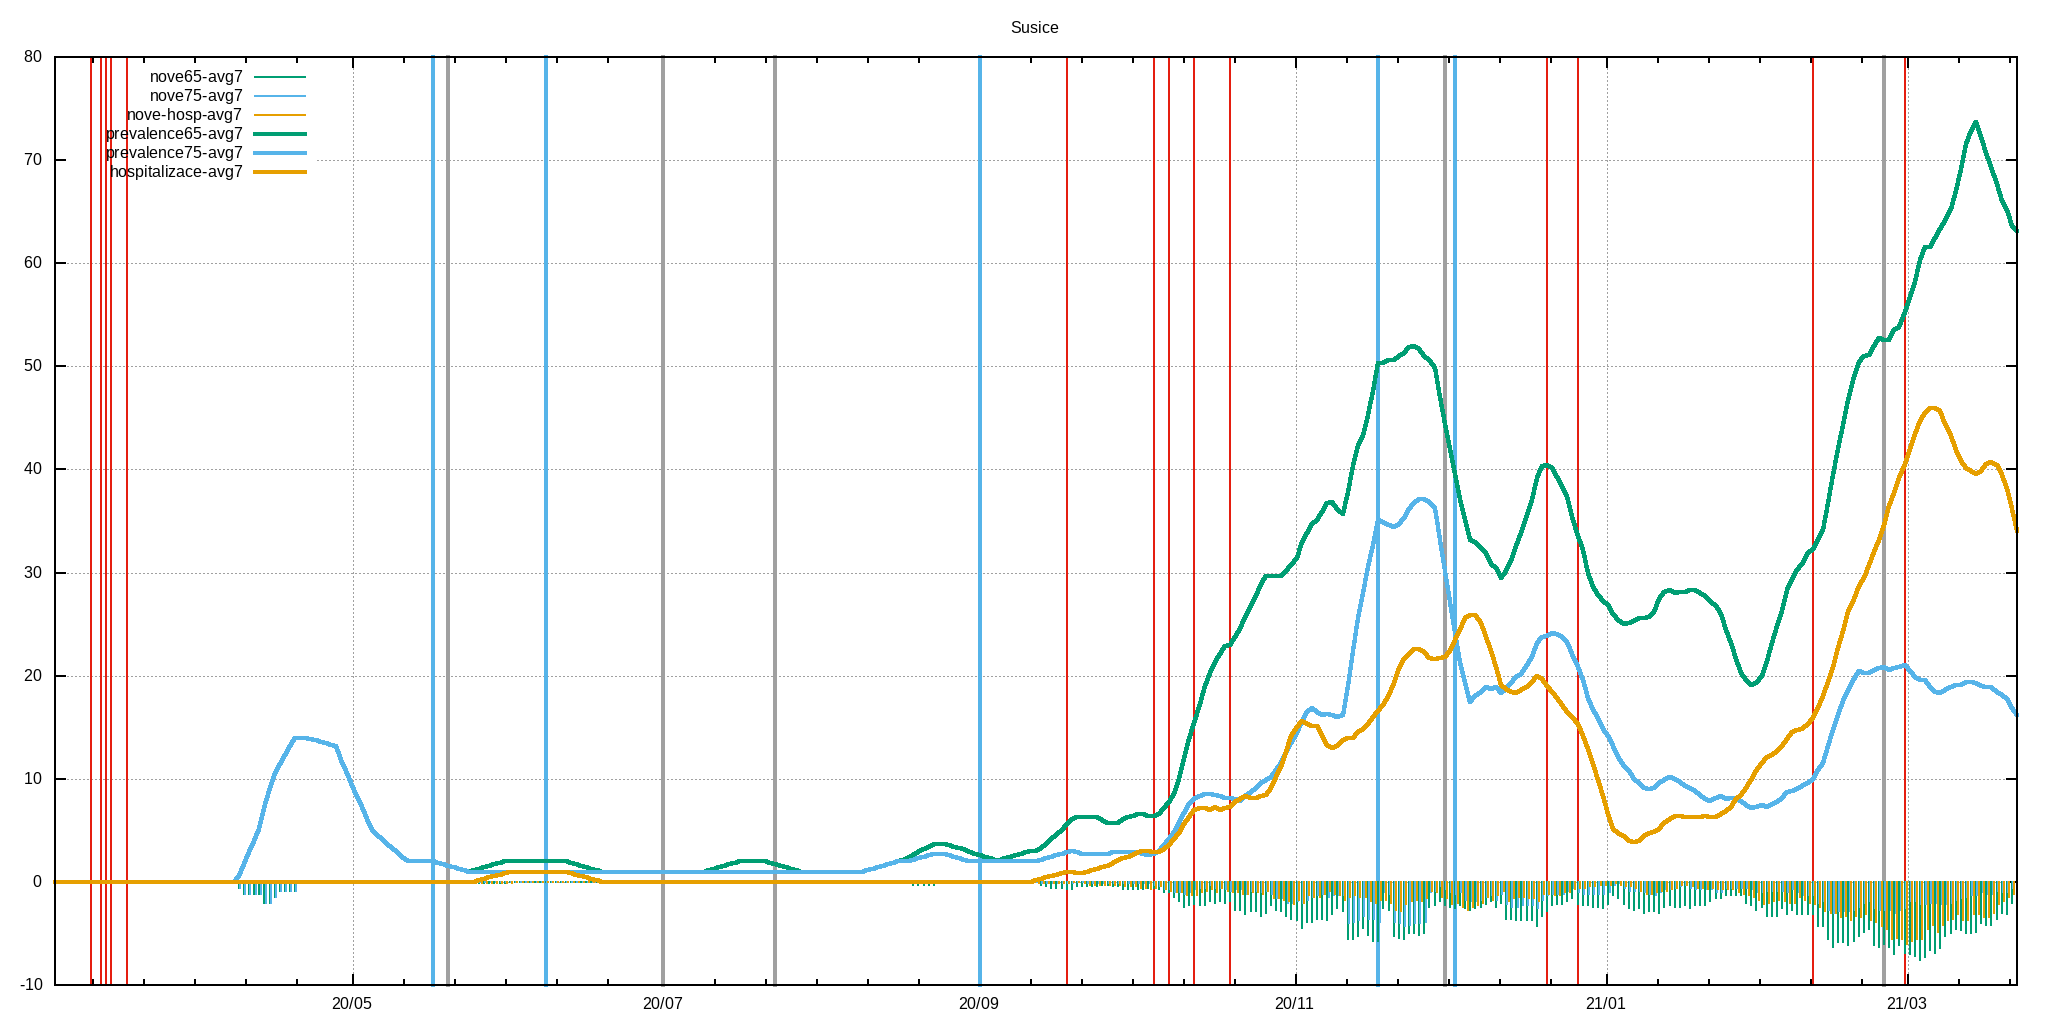 Susice
80
nove65-avg7
nove75-avg7
nove-hosp-avg7
prevalence65-avg7
prevalence75-avg7
hospitalizace-avg7
70
60
50
40
30
20
10
0
-10
20/05 20/07 20/09 20/11 21/01 21/03